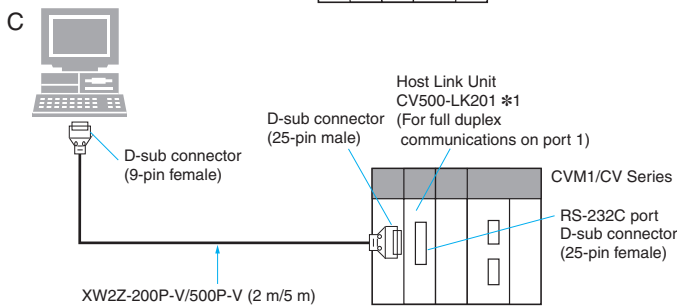 C
Host Link Unit
CV500-LK201 *1
(For full duplex
communications on port 1)
D-sub connector
(25-pin male)
D-sub connector
(9-pin female)
CVM1/CV Series
RS-232C port
D-sub connector
(25-pin female)
XW2Z-200P-V/500P-V (2 m/5 m)